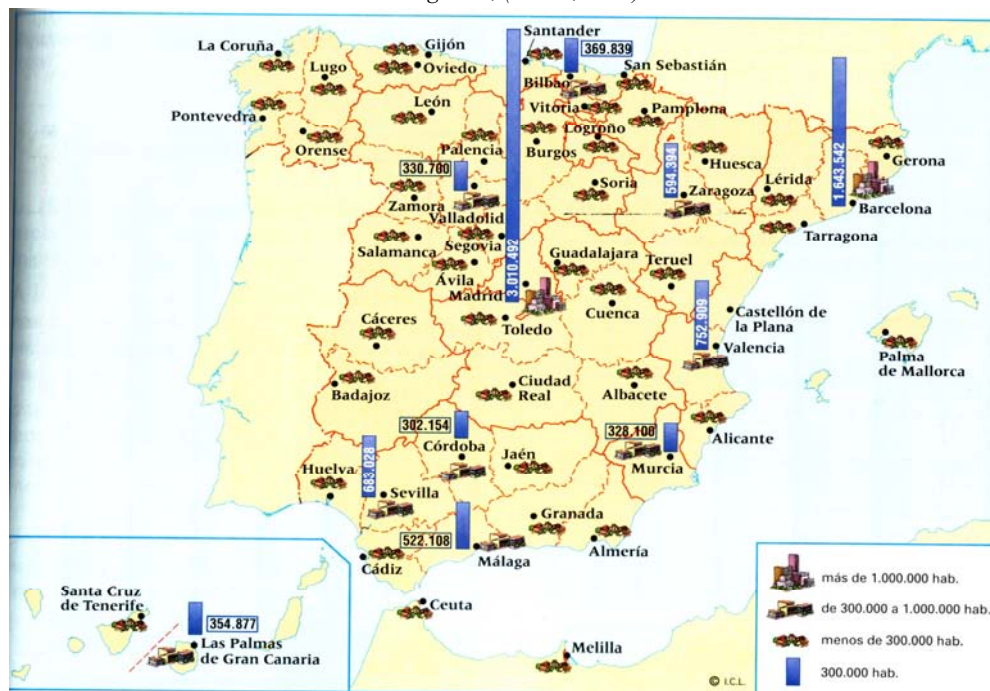 Santander
369.839
La Coruña
Gijón
Lugo
Oviedo
San Sebastián
Bilbao
León
Vitoria
Pamplona
Pontevedra
Logroño
Orense
Palencia
Burgos
Huesca
Gerona
330.700
594.394
1.643.542
Soria
Lérida
Zamora
Zaragoza
Valladolid
Barcelona
Salamanca
Segovia
Tarragona
3.010.492
Guadalajara
Teruel
Ávila
Madrid
Cáceres
Toledo
Cuenca
752.909
Castellón de
la Plana
Valencia
Palma
de Mallorca
Badajoz
Ciudad
Real
Albacete
302.154
328.100
Alicante
Córdoba
Jaén
Murcia
Huelva
683.028
Sevilla
Granada
522.108
Málaga
Almería
Cádiz
Santa Cruz
de Tenerife
354.877
Las Palmas
de Gran Canaria
Ceuta
Melilla
más de 1.000.000 hab.
de 300.000 a 1.000.000 hab.
menos de 300.000 hab.
300.000 hab.
© I.C.L.